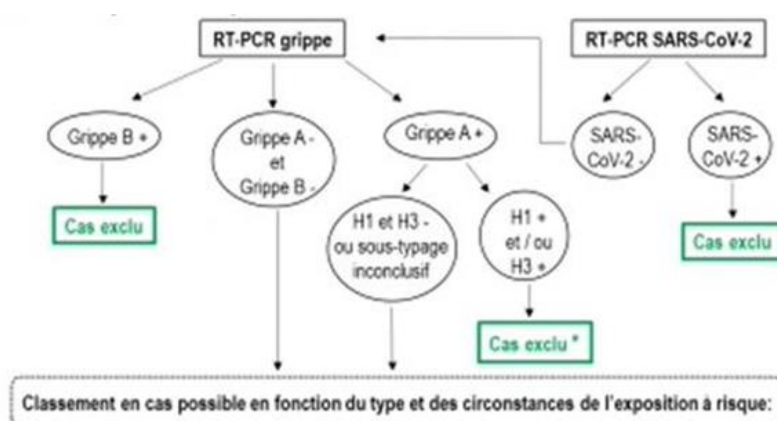 RT-PCR grippe
RT-PCR SARS-CoV-2
Grippe B +
Grippe A -
et
Grippe B -
Grippe A +
SARS-
CoV-2 -
SARS-
CoV-2 +
Cas exclu
H1 et H3 -
ou sous-typage
inconclusif
H1 +
et / ou
H3 +
Cas exclu
Cas exclu *
Classement en cas possible en fonction du type et des circonstances de l'exposition à risque: